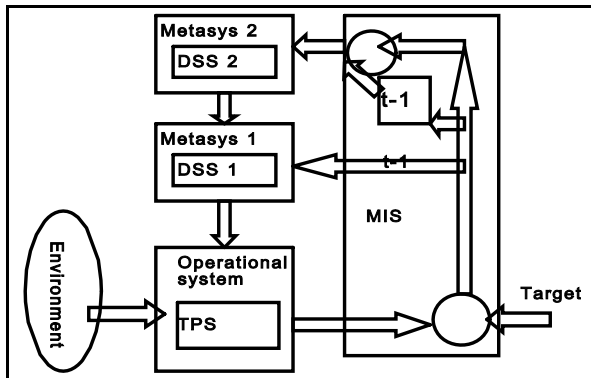 Metasys 2
DSS 2
t-1
Metasys 1
DSS 1
t-1
MIS
Environment
Operational
system
TPS
Target